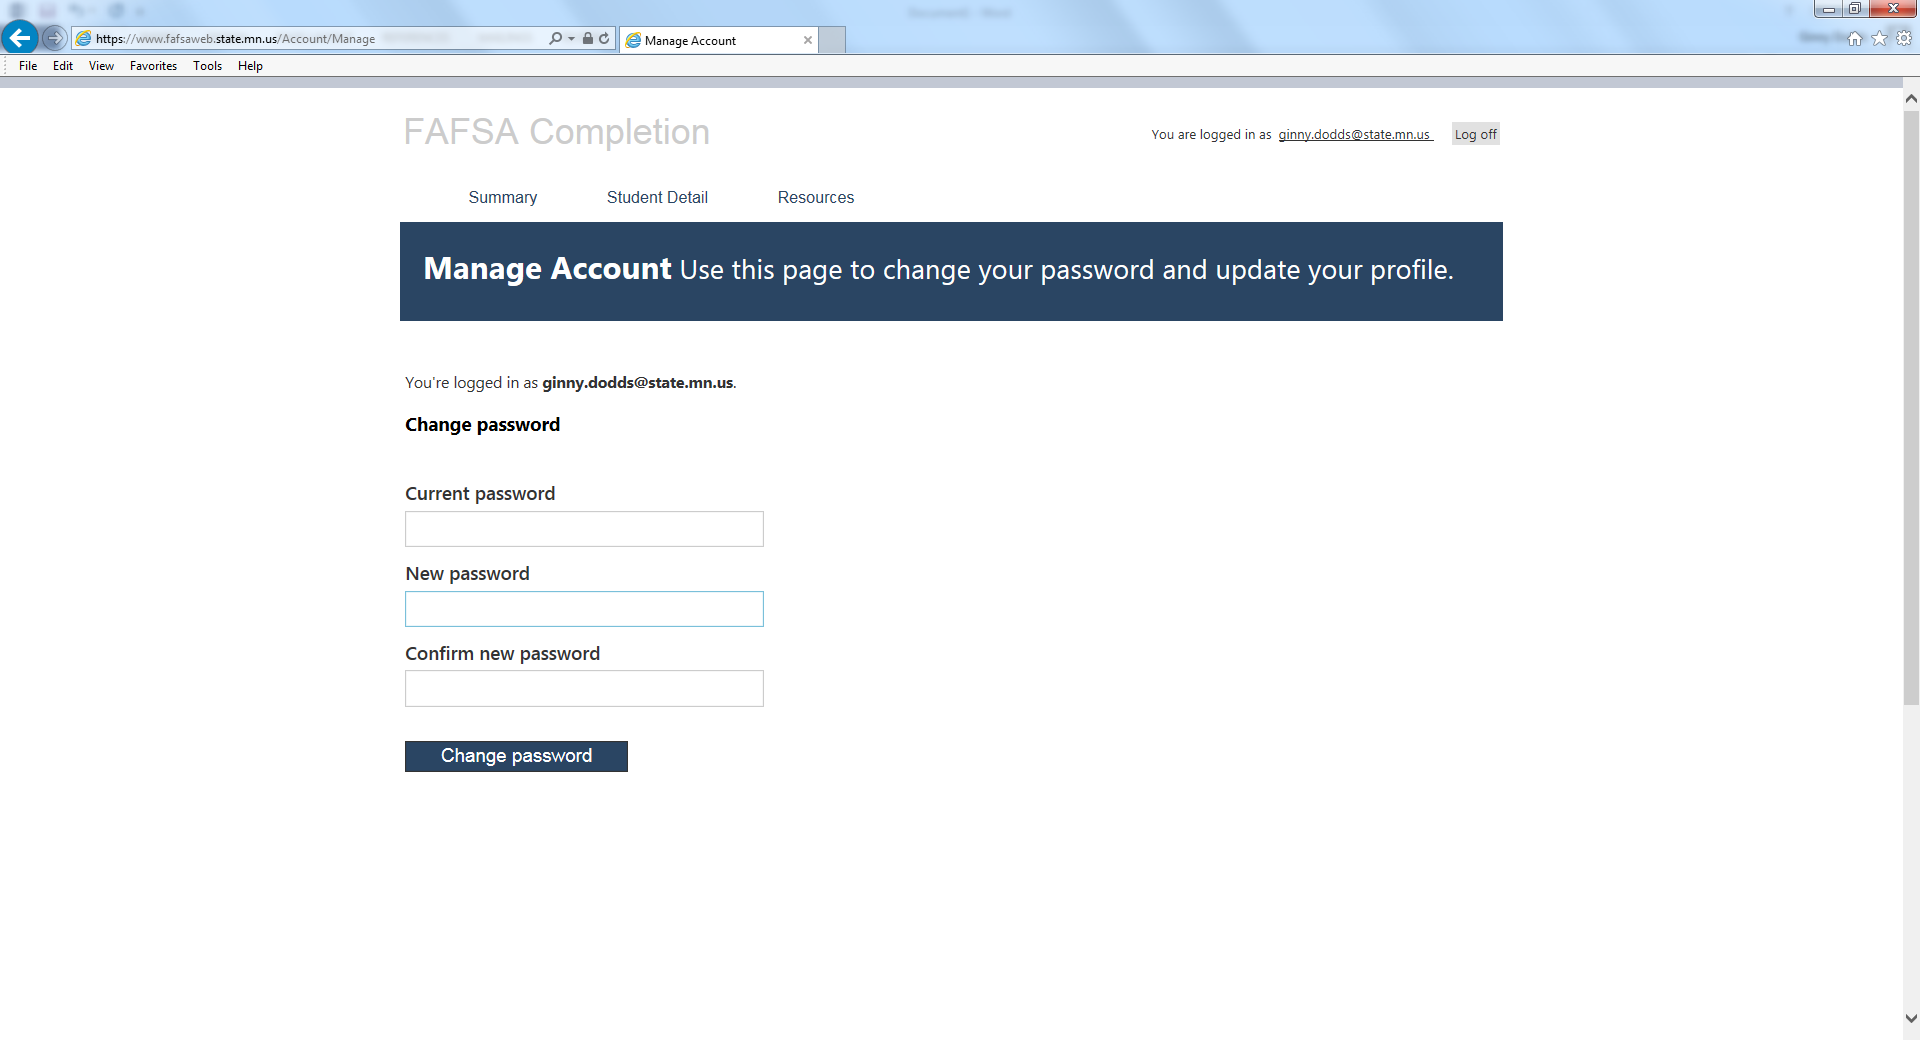 https://www.fafsaweb.state.mn.us/Account/Manage
Manage Account
File Edit View Favorites Tools Help
FAFSA Completion
You are logged in as ginny.dodds@state.mn.us Log off
Summary Student Detail Resources
Manage Account Use this page to change your password and update your profile.
You're logged in as ginny.dodds@state.mn.us.
Change password
Current password
New password
Confirm new password
Change password